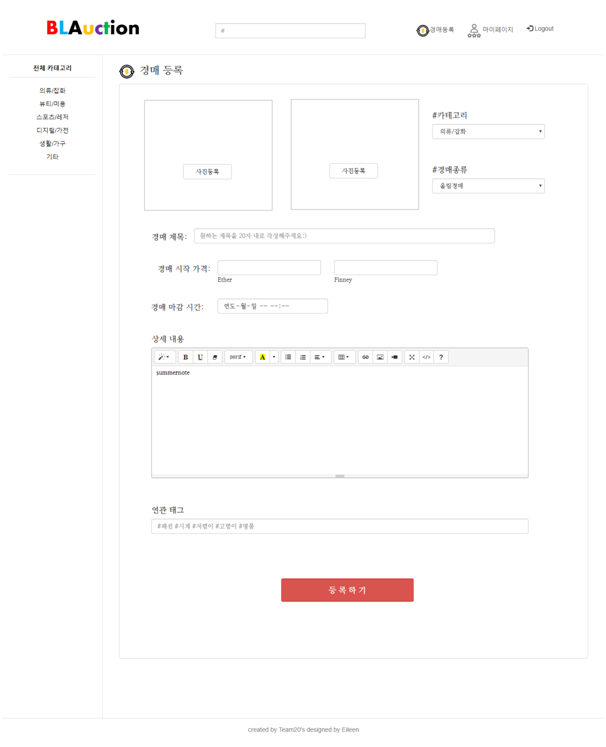 BLAuction
#
경매등록
마이페이지
Logout
전체 카테고리
의류/잡화
뷰티/미용
스포츠/레저
디지털/가전
생활/가구
기타
경매 등록
사진등록
사진등록
#카테고리
의류/잡화
#경매종류
올림경매
경매 제목:
원하는 제목을 20자 내로 작성해주세요:)
경매 시작 가격:
Ether
Finney
경매 마감 시간:
연도-월-일 -- --:--
상세 내용
B U serif A </> ?
summernote
연관 태그
#패션 #시계 #저렴이 #고렴이 #명품
등록하기
created by Team20's designed by Eileen